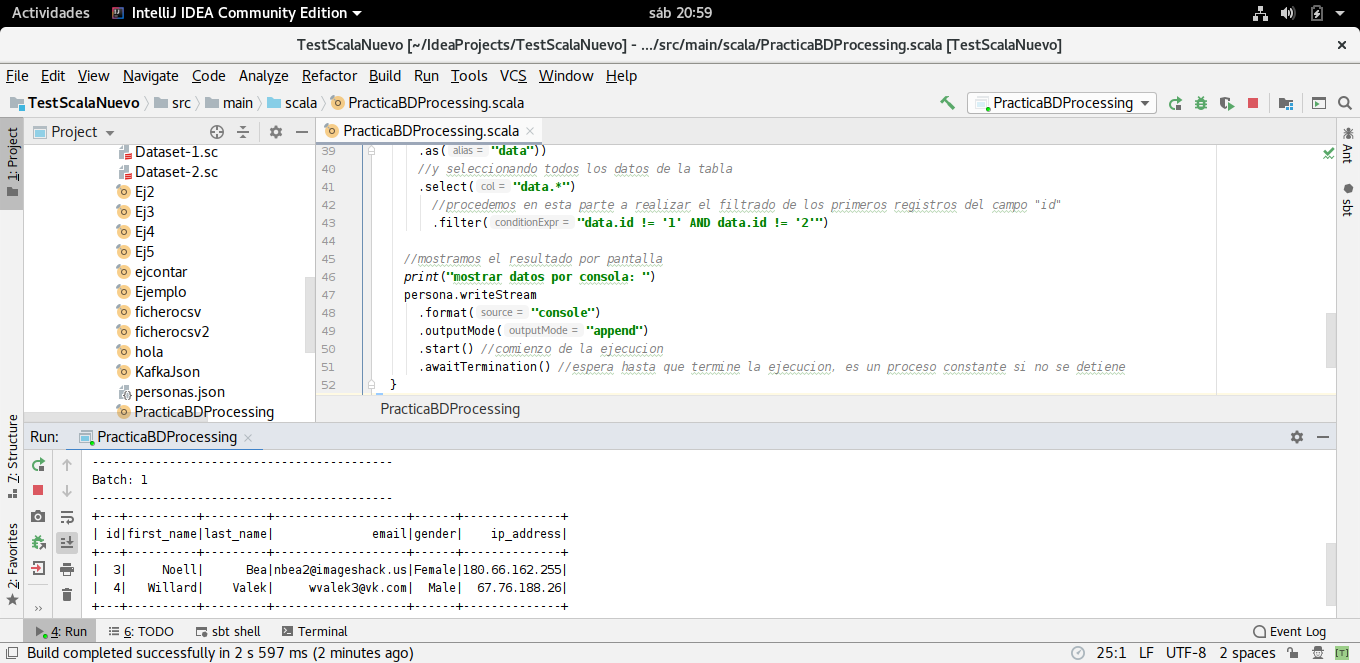 Actividades IntelliJ IDEA Community Edition sáb 20:59
TestScalaNuevo [~/IdeaProjects/TestScalaNuevo] - .../src/main/scala/PracticaBDProcessing.scala [TestScalaNuevo]
File Edit View Navigate Code Analyze Refactor Build Run Tools VCS Window Help
TestScalaNuevo src main scala PracticaBDProcessing.scala PracticaBDProcessing
1: Project
7: Structure
2: Favorites
Project
Dataset-1.sc
Dataset-2.sc
Ej2
Ej3
Ej4
Ej5
ejcontar
Ejemplo
ficherocsv
ficherocsv2
hola
KafkaJson
personas.json
PracticaBDProcessing
PracticaBDProcessing.scala
39 .as( alias = "data"))
40 //y seleccionando todos los datos de la tabla
41 .select( col = "data.*")
42 //procedemos en esta parte a realizar el filtrado de los primeros registros del campo "id"
43 .filter( conditionExpr = "data.id != '1' AND data.id != '2'")
44
45 //mostramos el resultado por pantalla
46 print("mostrar datos por consola: ")
47 persona.writeStream
48 .format( source = "console")
49 .outputMode( outputMode = "append")
50 .start() //comienzo de la ejecucion
51 .awaitTermination() //espera hasta que termine la ejecucion, es un proceso constante si no se detiene
52 }
PracticaBDProcessing
Ant
sbt
Run: PracticaBDProcessing
-------------------------------------------
Batch: 1
-------------------------------------------
+---+----------+---------+-------------------+------+--------------+
| id|first_name|last_name|              email|gender|    ip_address|
+---+----------+---------+-------------------+------+--------------+
|  3|     Noell|      Bea|nbea2@imageshack.us|Female|180.66.162.255|
|  4|   Willard|    Valek|     wvalek3@vk.com|  Male|  67.76.188.26|
+---+----------+---------+-------------------+------+--------------+
4: Run 6: TODO sbt shell Terminal Event Log
Build completed successfully in 2 s 597 ms (2 minutes ago) 25:1 LF UTF-8 2 spaces [T]